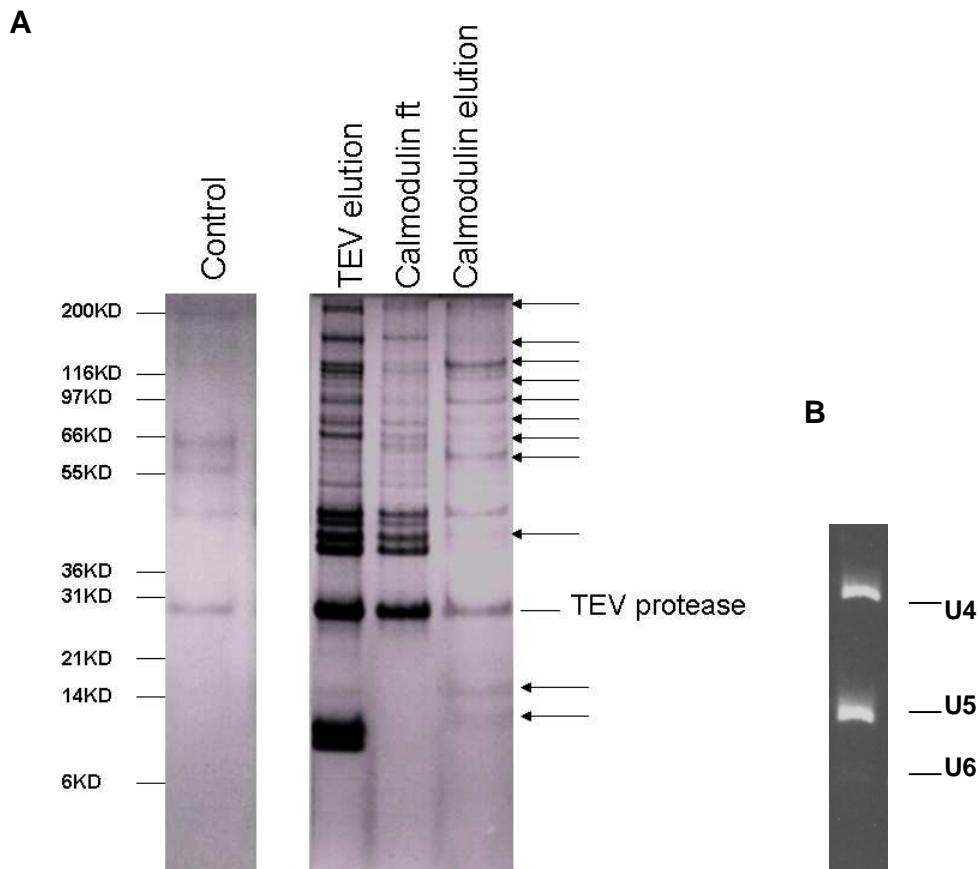 A
Control
TEV elution
Calmodulin ft
Calmodulin elution
200KD
116KD
97KD
66KD
55KD
36KD
31KD
21KD
14KD
6KD
TEV protease
B
U4
U5
U6